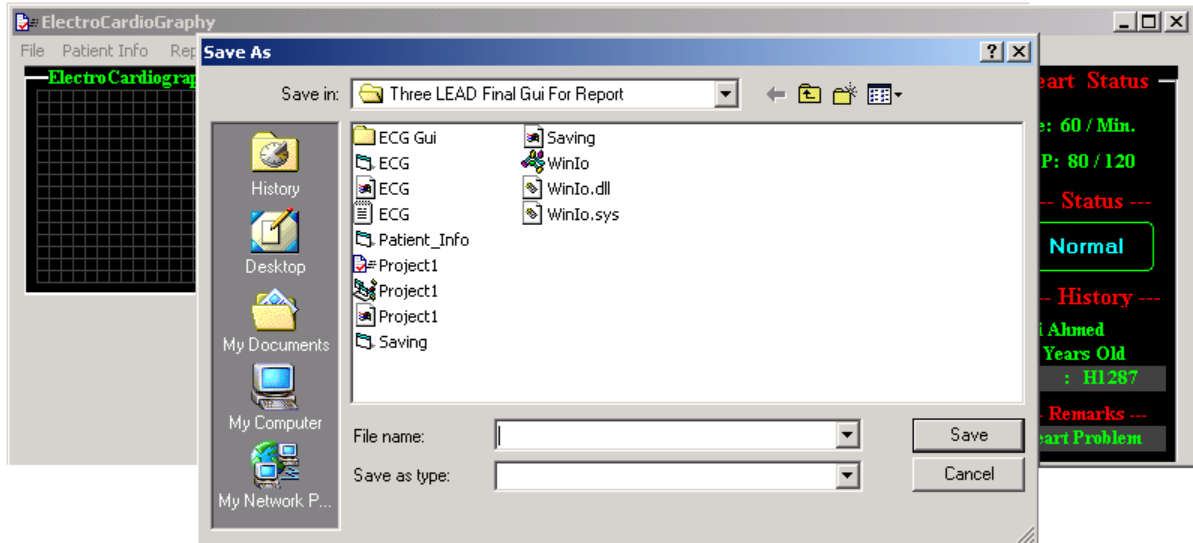 ElectroCardioGraphy
File Patient Info Rep
ElectroCardiograp
Save As
Save in: Three LEAD Final Gui For Report
History
Desktop
My Documents
My Computer
My Network P...
ECG Gui
ECG
ECG
ECG
Patient_Info
Project1
Project1
Project1
Saving
Saving
WinIo
WinIo.dll
WinIo.sys
File name:
Save
Save as type:
Cancel
eart Status
e: 60 / Min.
P: 80 / 120
-- Status ---
Normal
-- History ---
i Ahmed
Years Old
: H1287
- Remarks ---
eart Problem